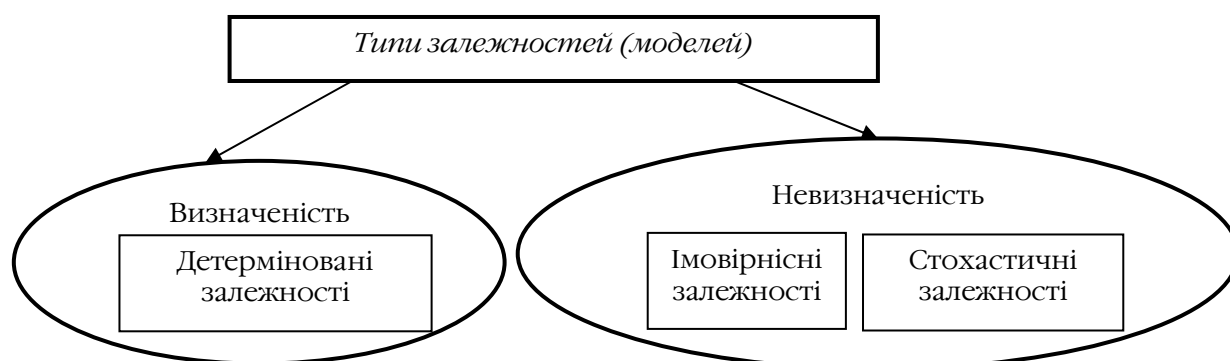 Типи залежностей (моделей)
Визначеність
Детерміновані
залежності
Невизначеність
Імовірнісні
залежності
Стохастичні
залежності